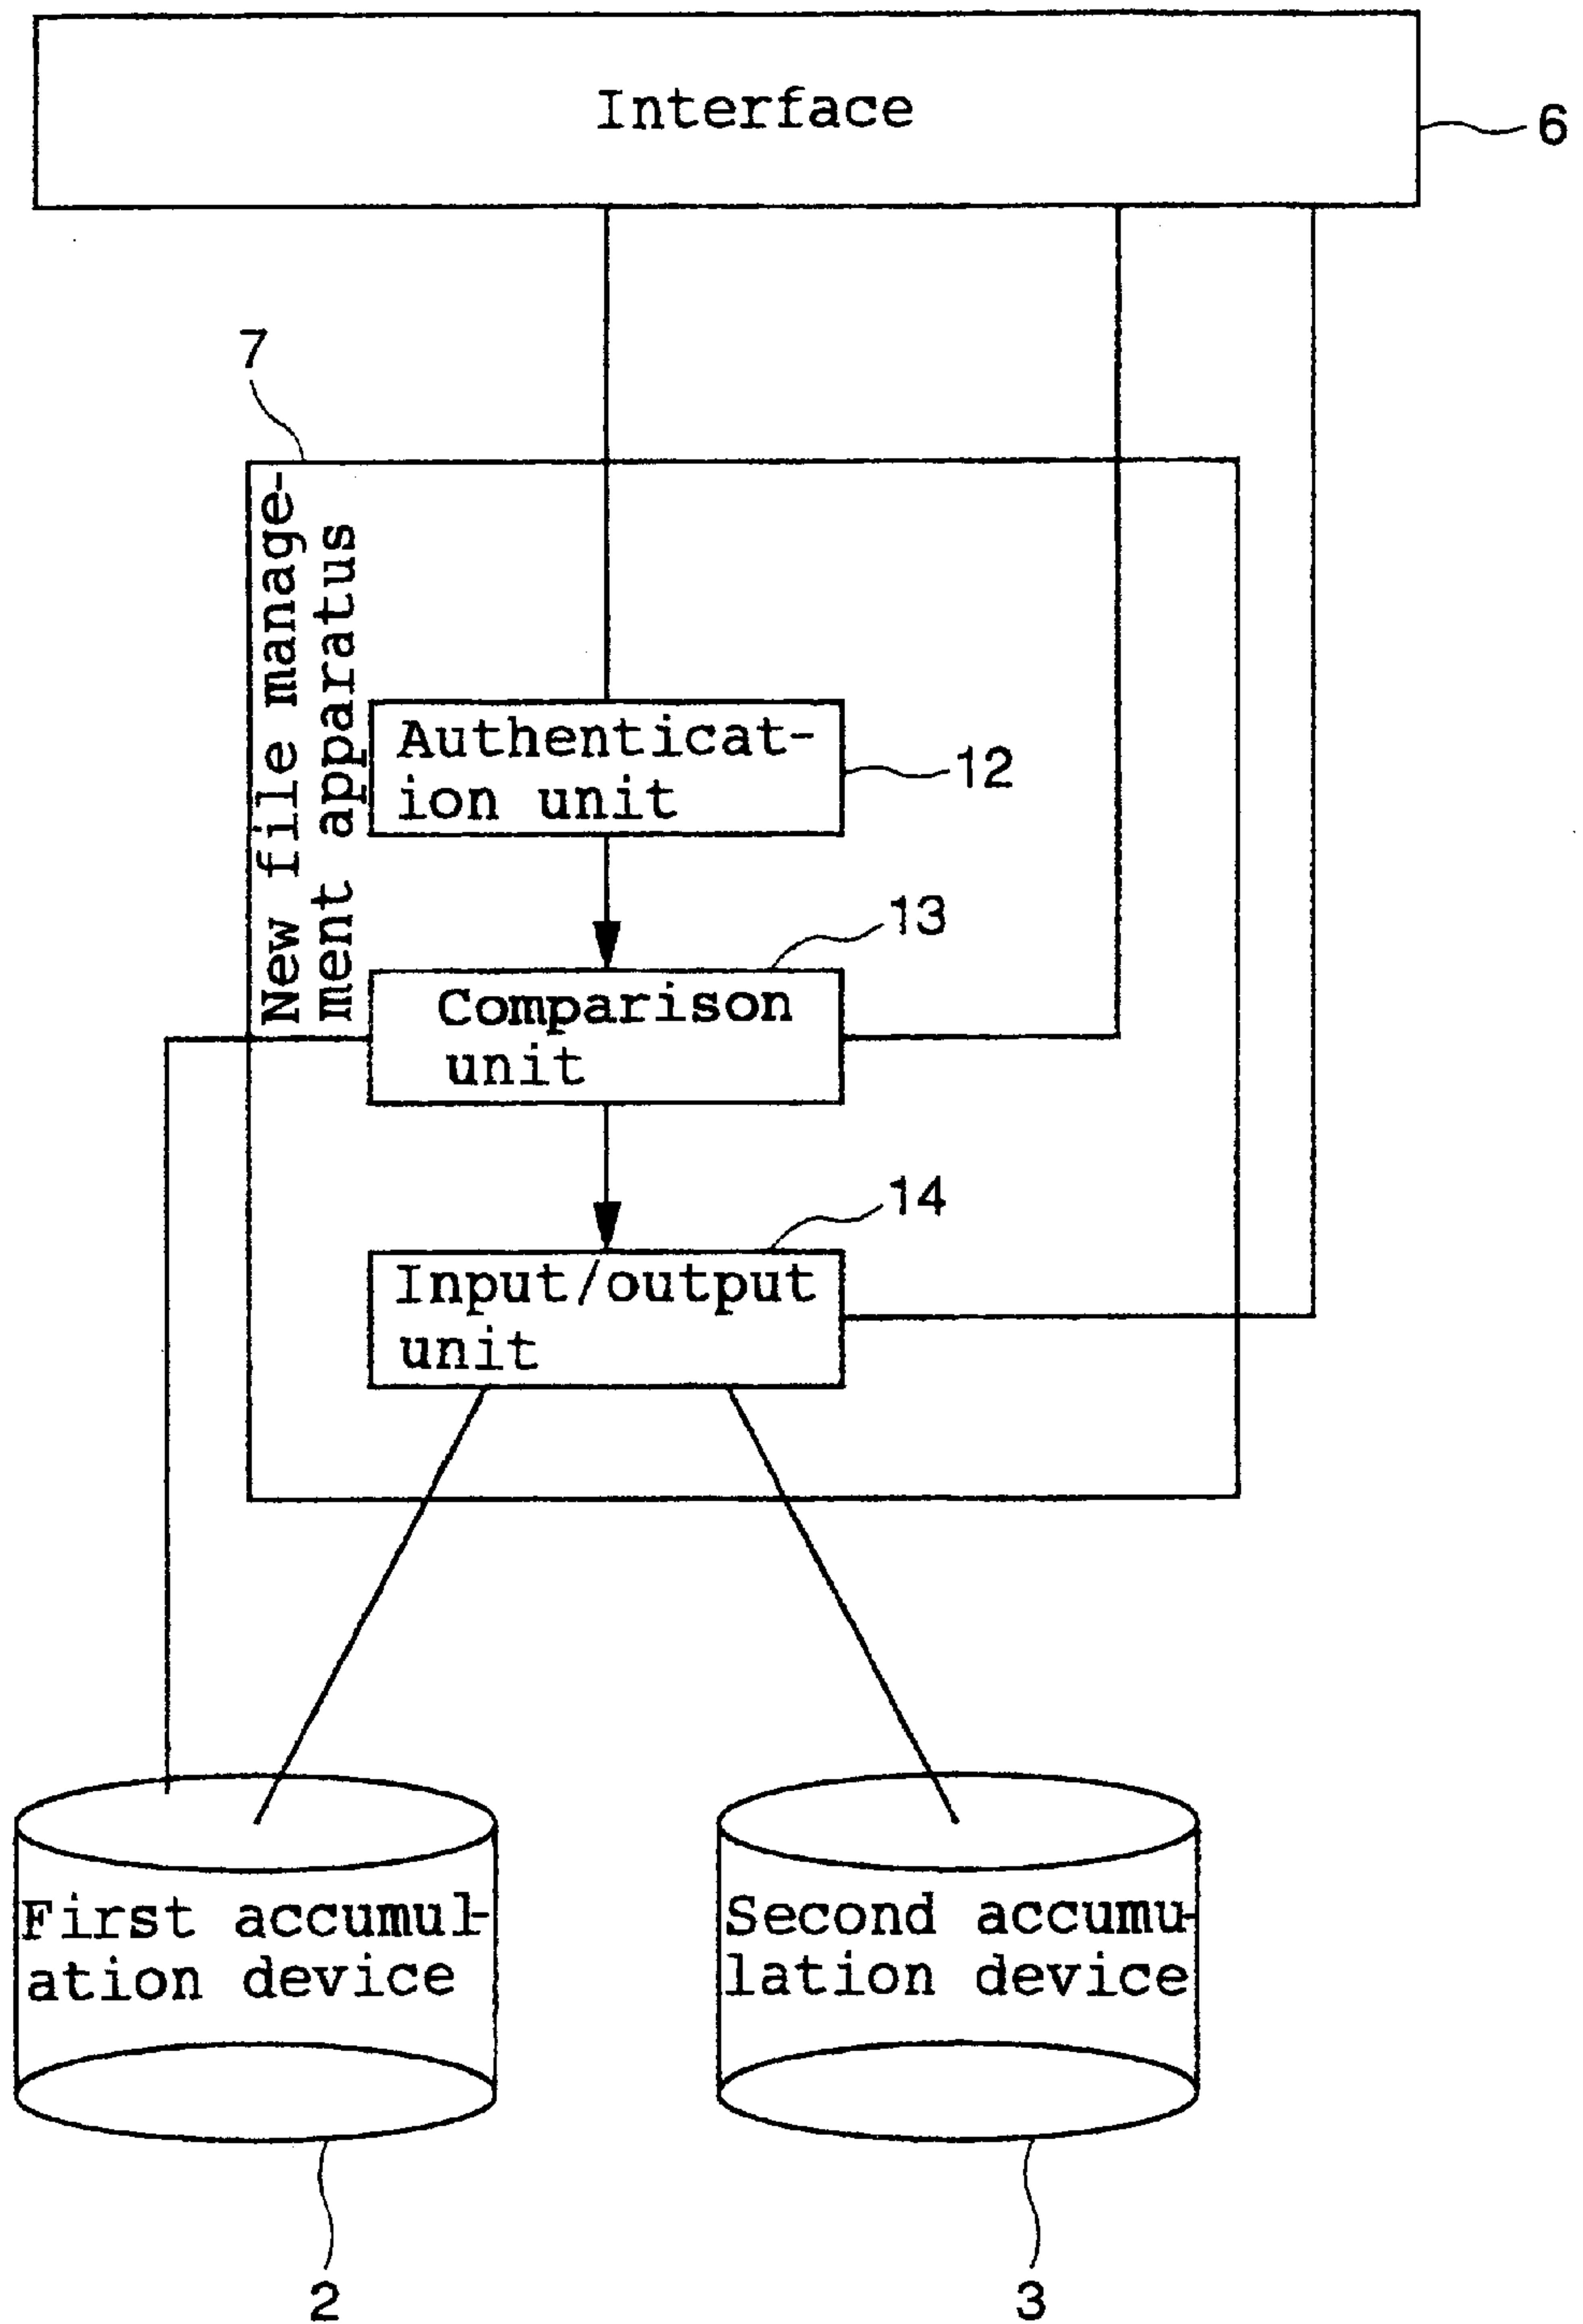 Interface
6
7
New file manage-
ment apparatus
Authenticat-
ion unit
12
13
Comparison
unit
14
Input/output
unit
First accumul-
ation device
Second accumu-
lation device
2
3